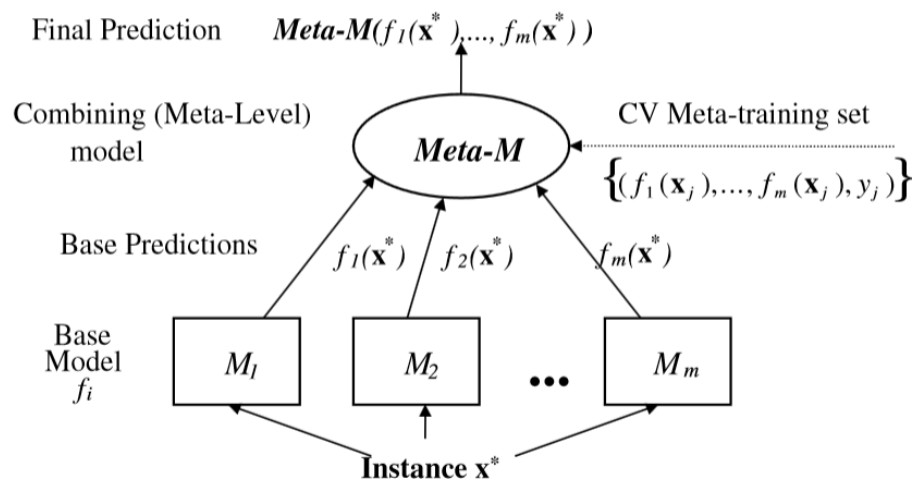 Final Prediction Meta-M(f1(x*),..., fm(x*))
Combining (Meta-Level)
model
Meta-M
CV Meta-training set
{(f1(xj),..., fm(xj), yj)}
Base Predictions
f1(x*) f2(x*) fm(x*)
Base
Model
fi
M1 M2 ••• Mm
Instance x*